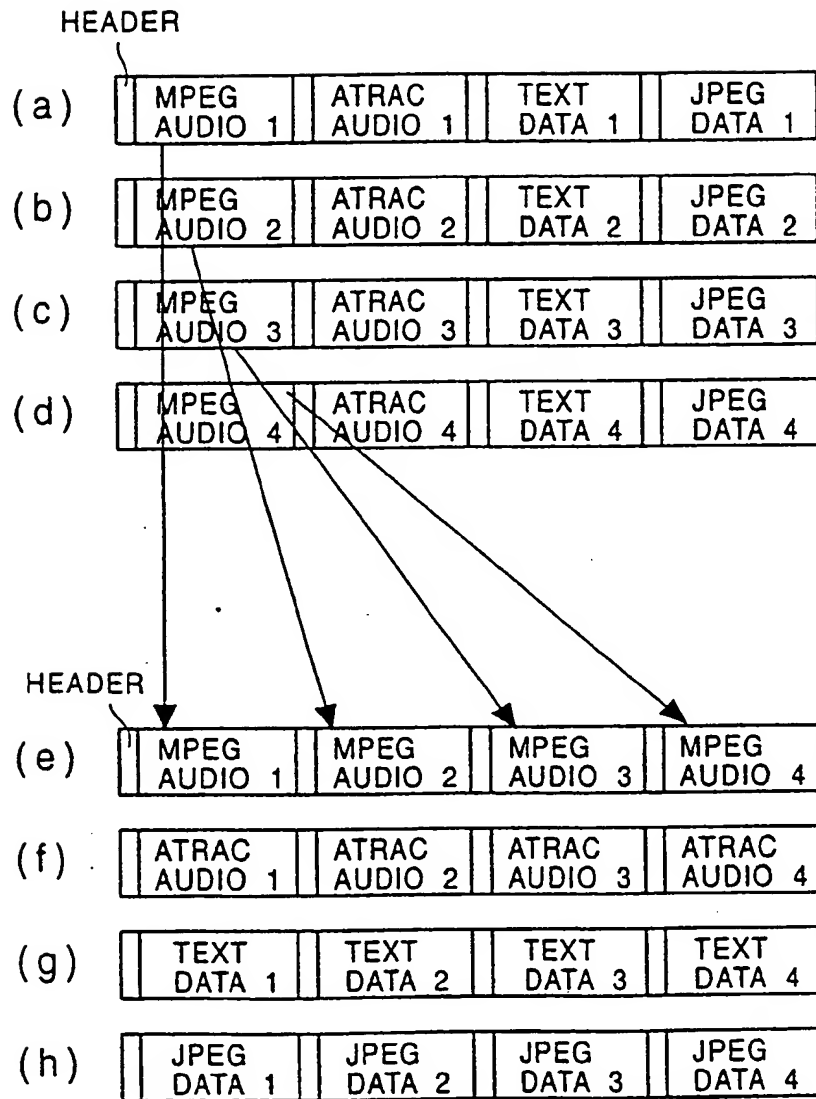 HEADER
(a) MPEG ATRAC TEXT JPEG
AUDIO 1 AUDIO 1 DATA 1 DATA 1
(b) MPEG ATRAC TEXT JPEG
AUDIO 2 AUDIO 2 DATA 2 DATA 2
(c) MPEG ATRAC TEXT JPEG
AUDIO 3 AUDIO 3 DATA 3 DATA 3
(d) MPEG ATRAC TEXT JPEG
AUDIO 4 AUDIO 4 DATA 4 DATA 4
HEADER
(e) MPEG MPEG MPEG MPEG
AUDIO 1 AUDIO 2 AUDIO 3 AUDIO 4
(f) ATRAC ATRAC ATRAC ATRAC
AUDIO 1 AUDIO 2 AUDIO 3 AUDIO 4
(g) TEXT TEXT TEXT TEXT
DATA 1 DATA 2 DATA 3 DATA 4
(h) JPEG JPEG JPEG JPEG
DATA 1 DATA 2 DATA 3 DATA 4